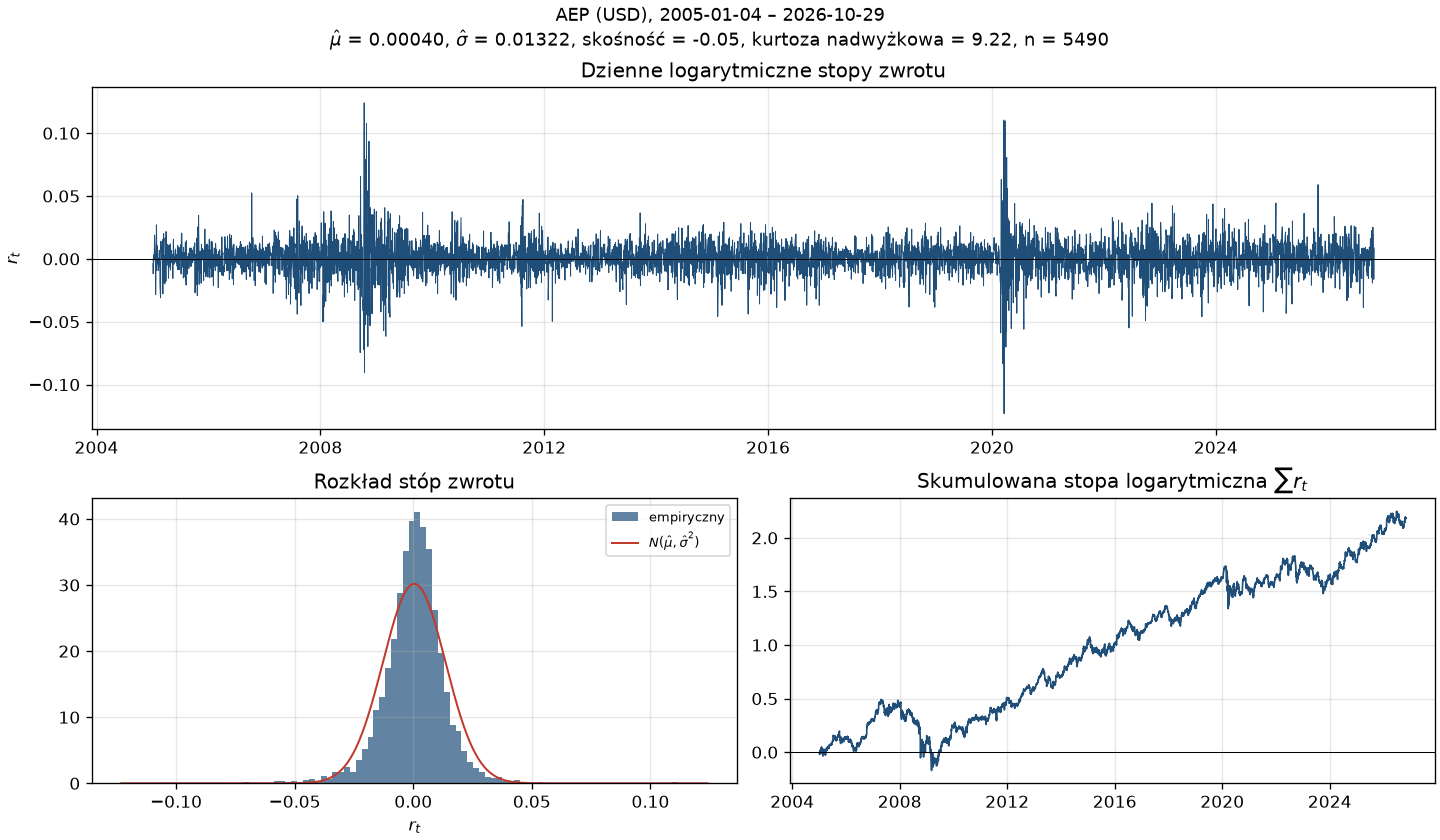 AEP (USD), 2005-01-04 – 2026-10-29
μ̂ = 0.00040, σ̂ = 0.01322, skośność = -0.05, kurtoza nadwyżkowa = 9.22, n = 5490
Dzienne logarytmiczne stopy zwrotu
0.10
0.05
0.00
−0.05
−0.10
r_t
2004 2008 2012 2016 2020 2024
Rozkład stóp zwrotu
40
30
20
10
0
empiryczny
N(μ̂, σ̂²)
−0.10 −0.05 0.00 0.05 0.10
r_t
Skumulowana stopa logarytmiczna ∑r_t
2.0
1.5
1.0
0.5
0.0
2004 2008 2012 2016 2020 2024